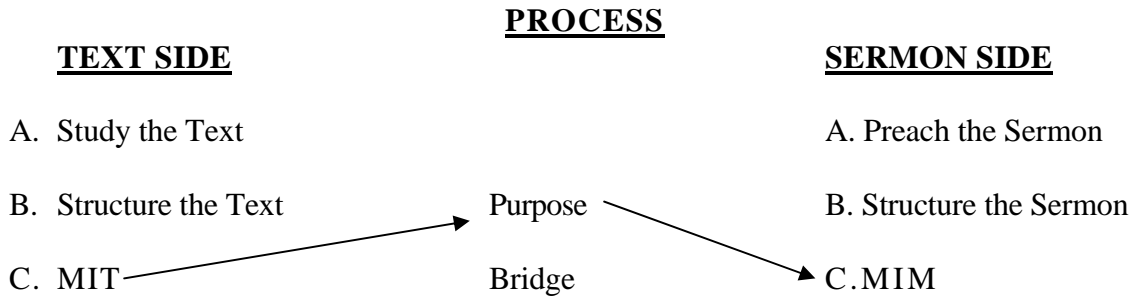 PROCESS
TEXT SIDE SERMON SIDE
A. Study the Text A. Preach the Sermon
B. Structure the Text Purpose B. Structure the Sermon
C. MIT Bridge C.MIM